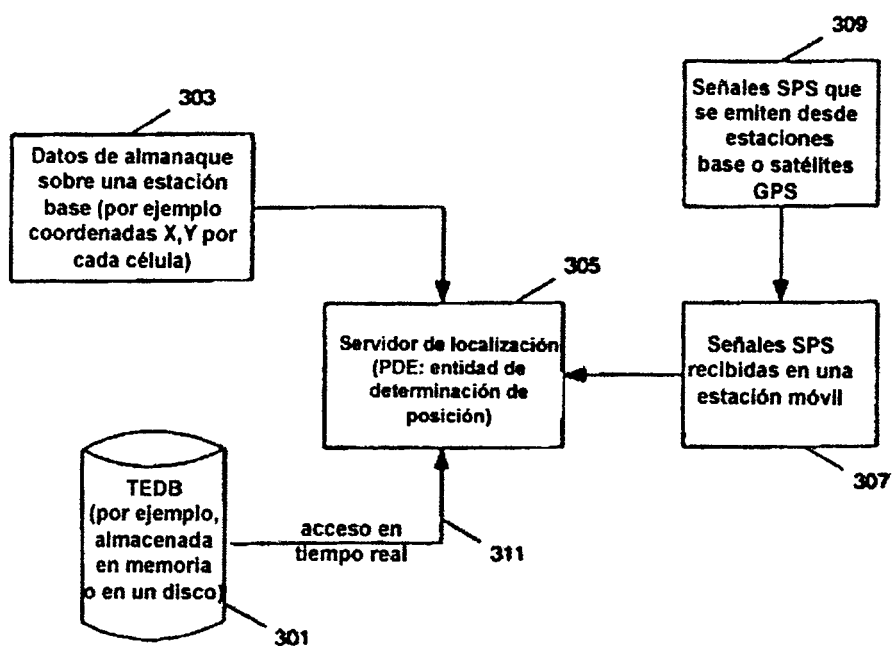 309
Señales SPS que
se emiten desde
estaciones
base o satélites
GPS
303
Datos de almanaque
sobre una estación
base (por ejemplo
coordenadas X,Y por
cada célula)
305
Servidor de localización
(PDE: entidad de
determinación de
posición)
Señales SPS
recibidas en una
estación móvil
307
TEDB
(por ejemplo,
almacenada
en memoria
o en un disco)
acceso en
tiempo real
311
301